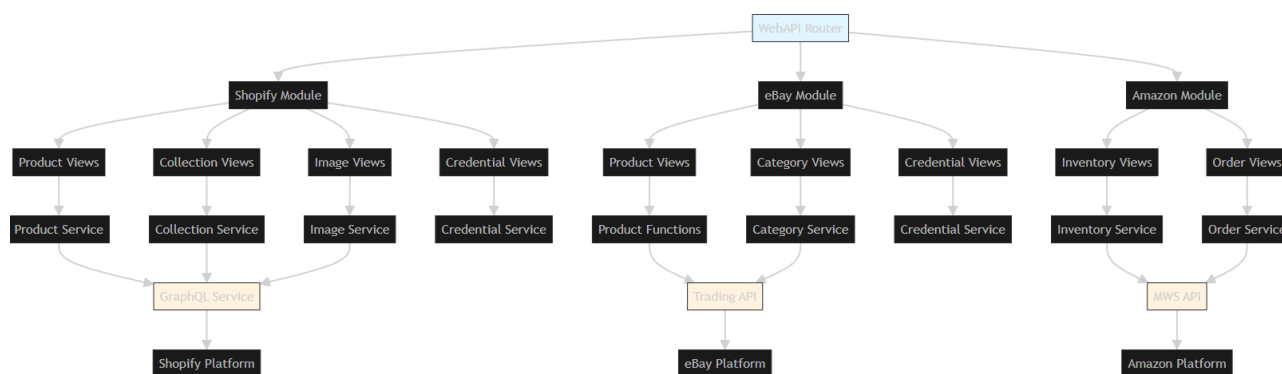 WebAPI Router
Shopify Module
eBay Module
Amazon Module
Product Views
Collection Views
Image Views
Credential Views
Product Views
Category Views
Credential Views
Inventory Views
Order Views
Product Service
Collection Service
Image Service
Credential Service
Product Functions
Category Service
Credential Service
Inventory Service
Order Service
GraphQL Service
Trading API
MWS API
Shopify Platform
eBay Platform
Amazon Platform